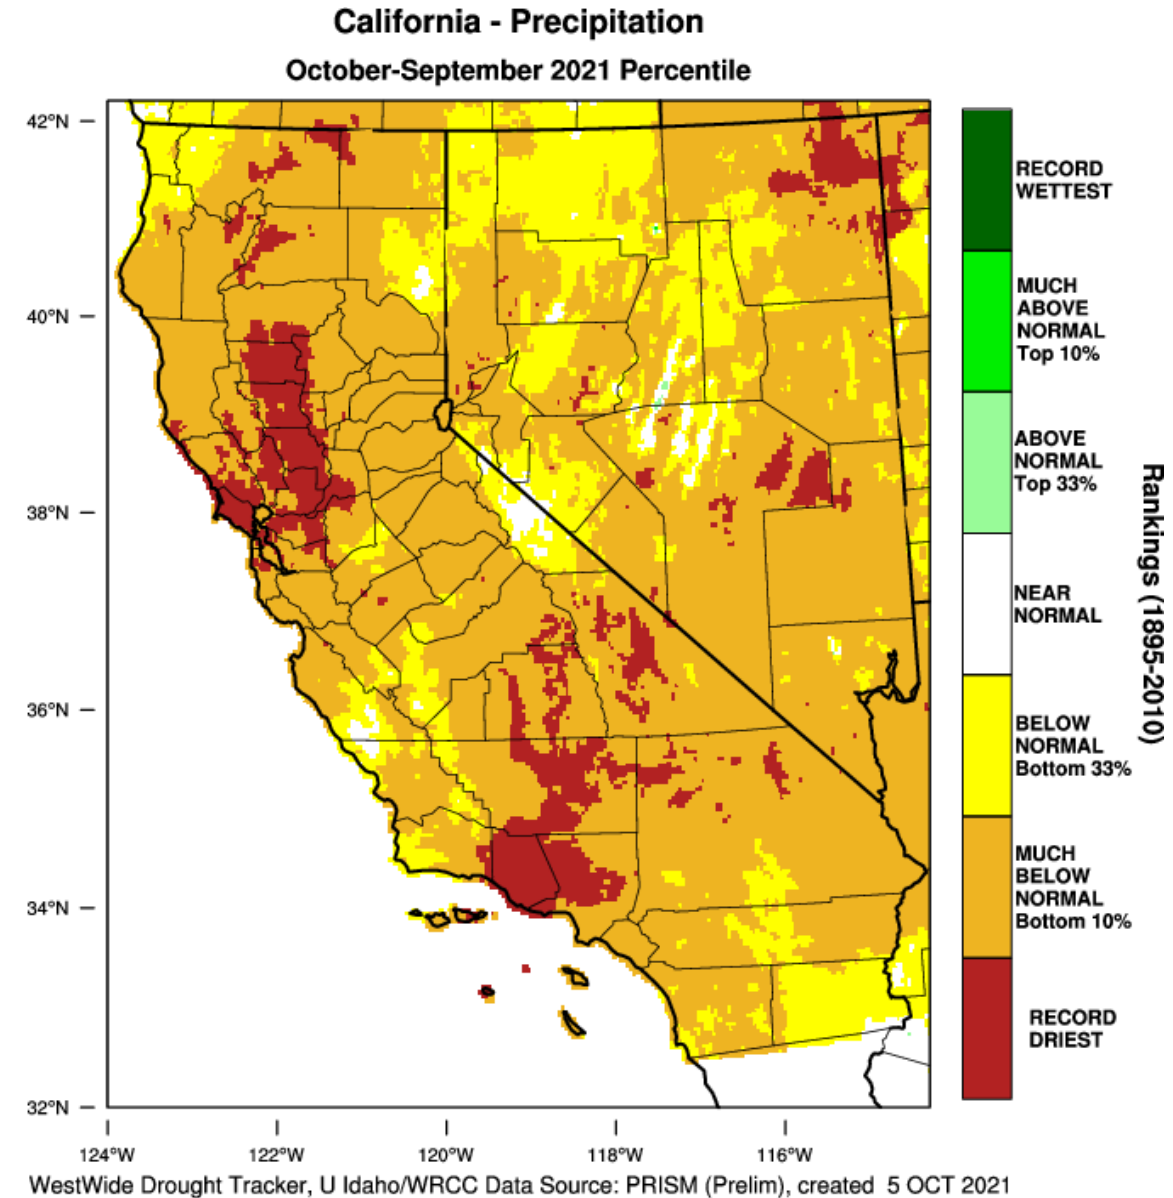 California - Precipitation
October-September 2021 Percentile
42°N
40°N
38°N
36°N
34°N
32°N
124°W
122°W
120°W
118°W
116°W
RECORD
WETTEST
MUCH
ABOVE
NORMAL
Top 10%
ABOVE
NORMAL
Top 33%
NEAR
NORMAL
BELOW
NORMAL
Bottom 33%
MUCH
BELOW
NORMAL
Bottom 10%
RECORD
DRIEST
Rankings (1895-2010)
WestWide Drought Tracker, U Idaho/WRCC Data Source: PRISM (Prelim), created 5 OCT 2021